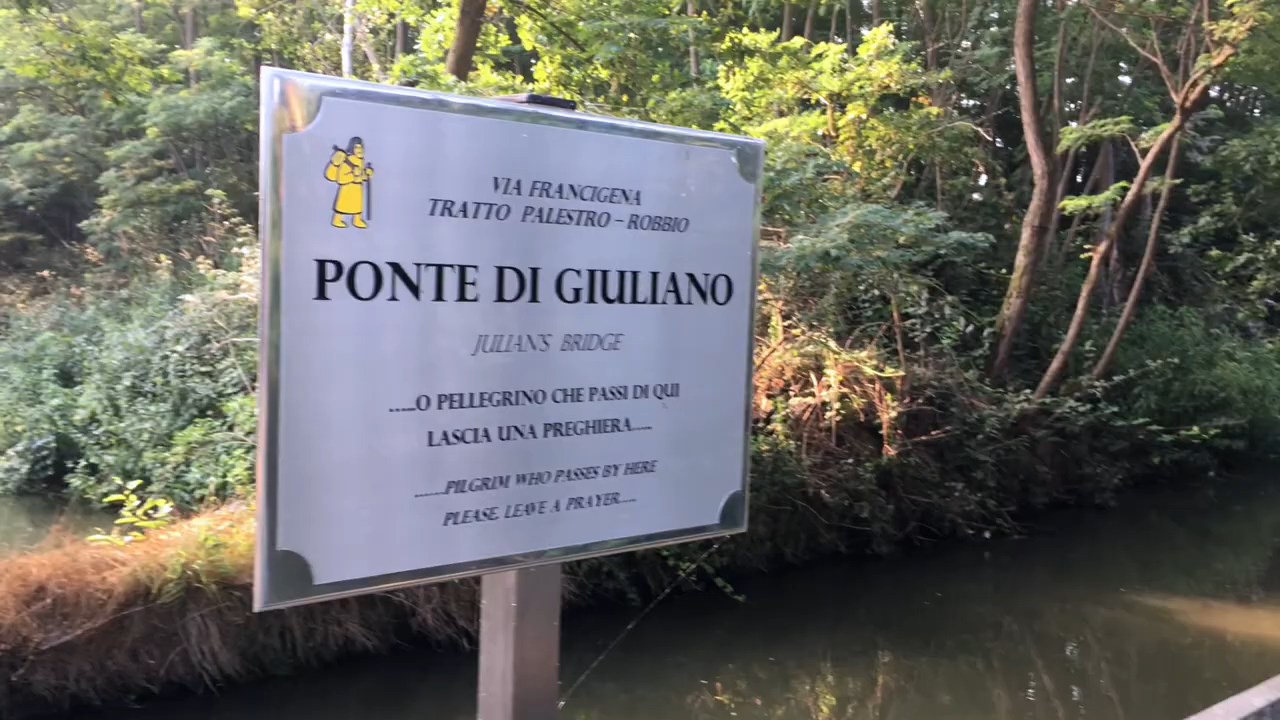 VIA FRANCIGENA
TRATTO PALESTRO - ROBBIO
PONTE DI GIULIANO
JULIAN'S BRIDGE
.....O PELLEGRINO CHE PASSI DI QUI
LASCIA UNA PREGHIERA.....
......PILGRIM WHO PASSES BY HERE
PLEASE, LEAVE A PRAYER.....